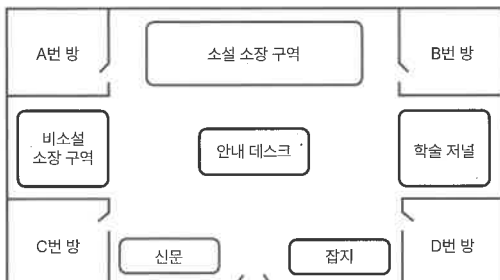 A번 방
소설 소장 구역
B번 방
비소설
소장 구역
안내 데스크
학술 저널
C번 방
신문
잡지
D번 방